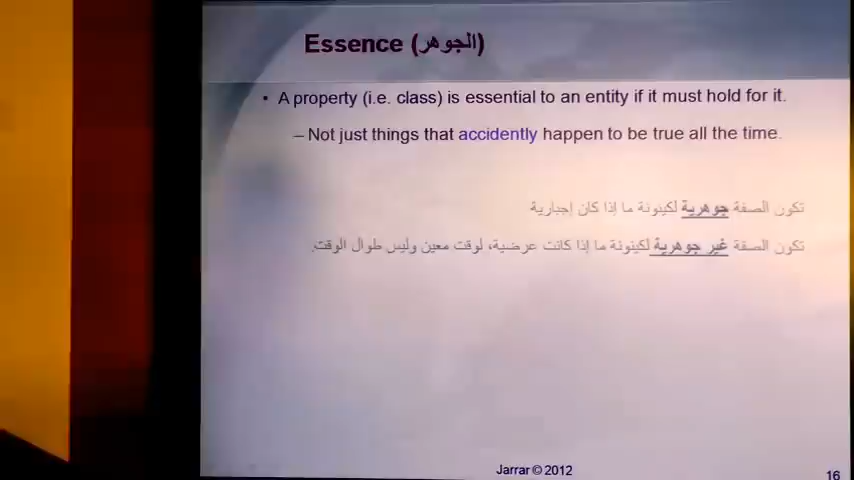 Essence (الجوهر)
• A property (i.e. class) is essential to an entity if it must hold for it.
– Not just things that accidently happen to be true all the time.
تكون الصفة جوهرية لكينونة ما إذا كان إجبارية
تكون الصفة غير جوهرية لكينونة ما إذا كانت عرضية، لوقت معين وليس طوال الوقت.
Jarrar © 2012
16